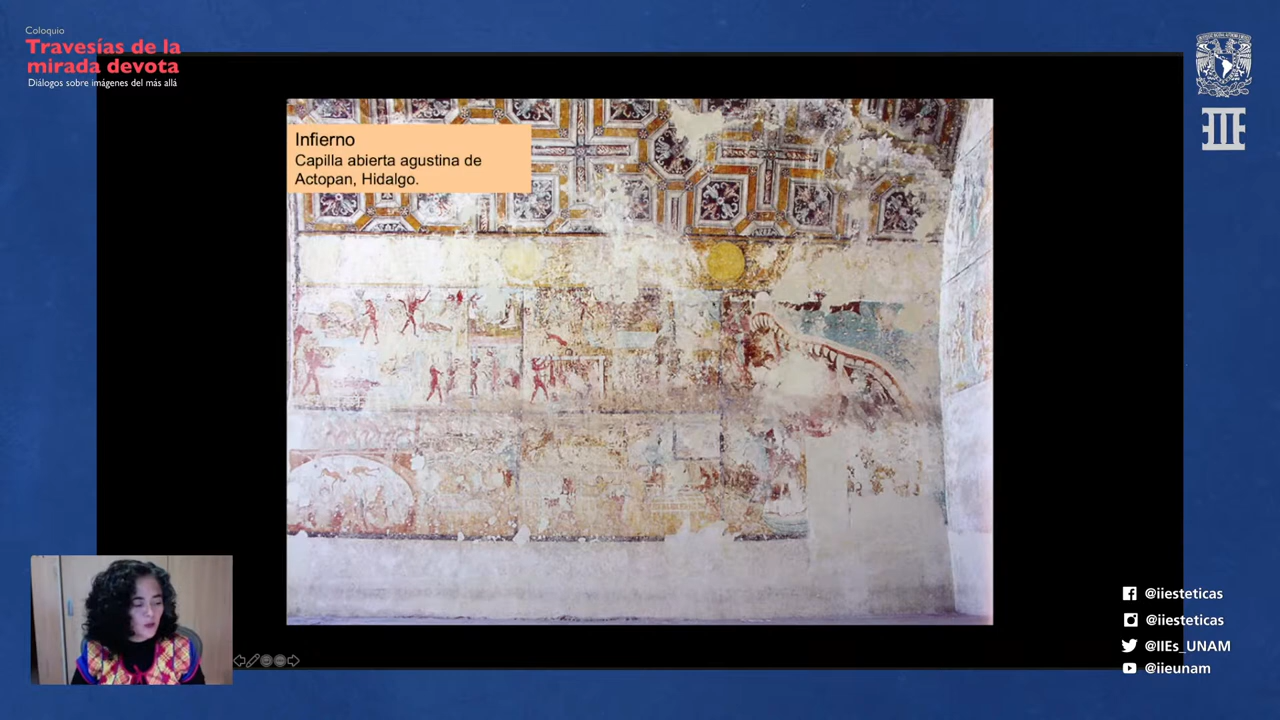 Coloquio
Travesías de la
mirada devota
Diálogos sobre imágenes del más allá
Infierno
Capilla abierta agustina de
Actopan, Hidalgo.
@iiesteticas
@iiesteticas
@IIEs_UNAM
@iieunam